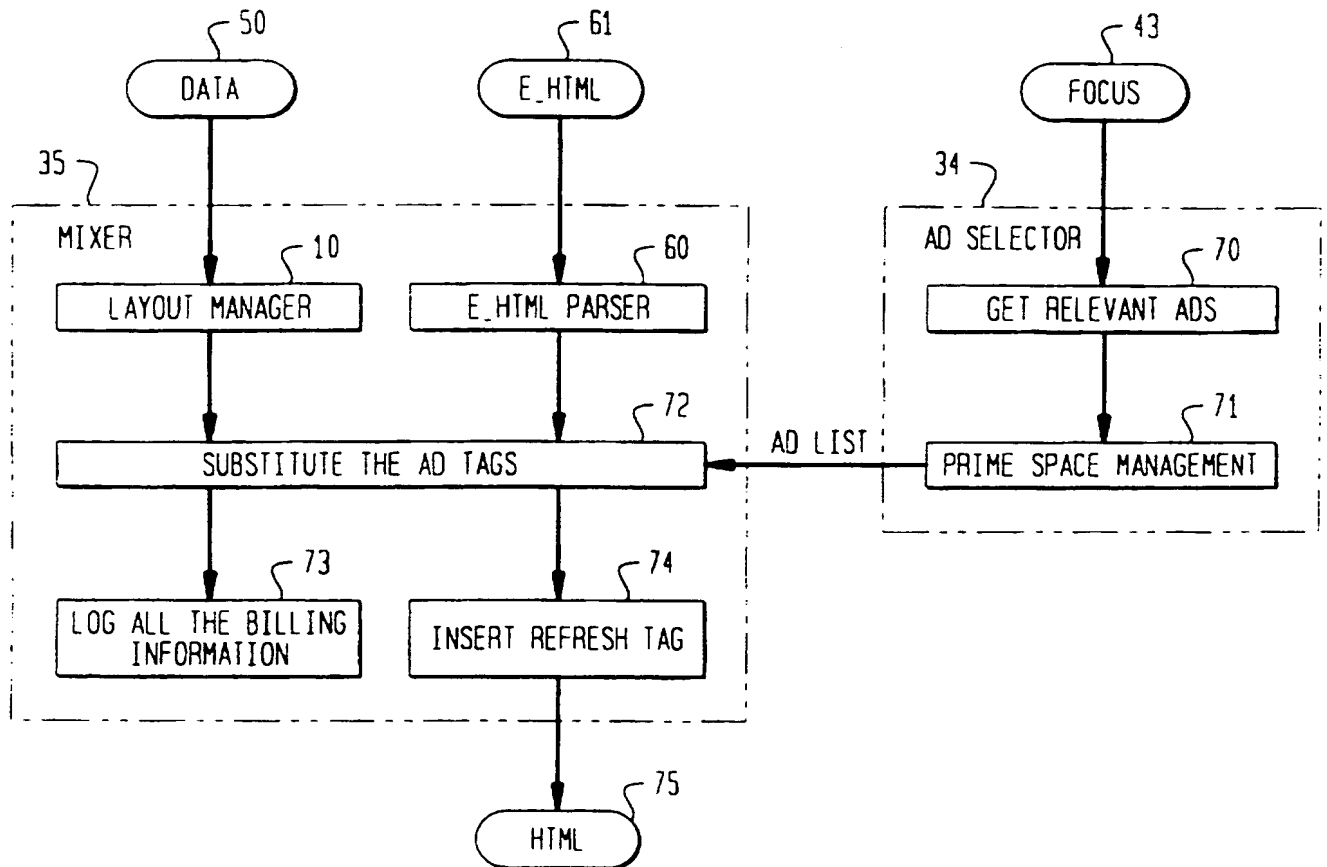 50
61
43
DATA
E_HTML
FOCUS
35
34
MIXER
AD SELECTOR
10
60
70
LAYOUT MANAGER
E_HTML PARSER
GET RELEVANT ADS
72
71
SUBSTITUTE THE AD TAGS
AD LIST
PRIME SPACE MANAGEMENT
73
74
LOG ALL THE BILLING
INFORMATION
INSERT REFRESH TAG
75
HTML